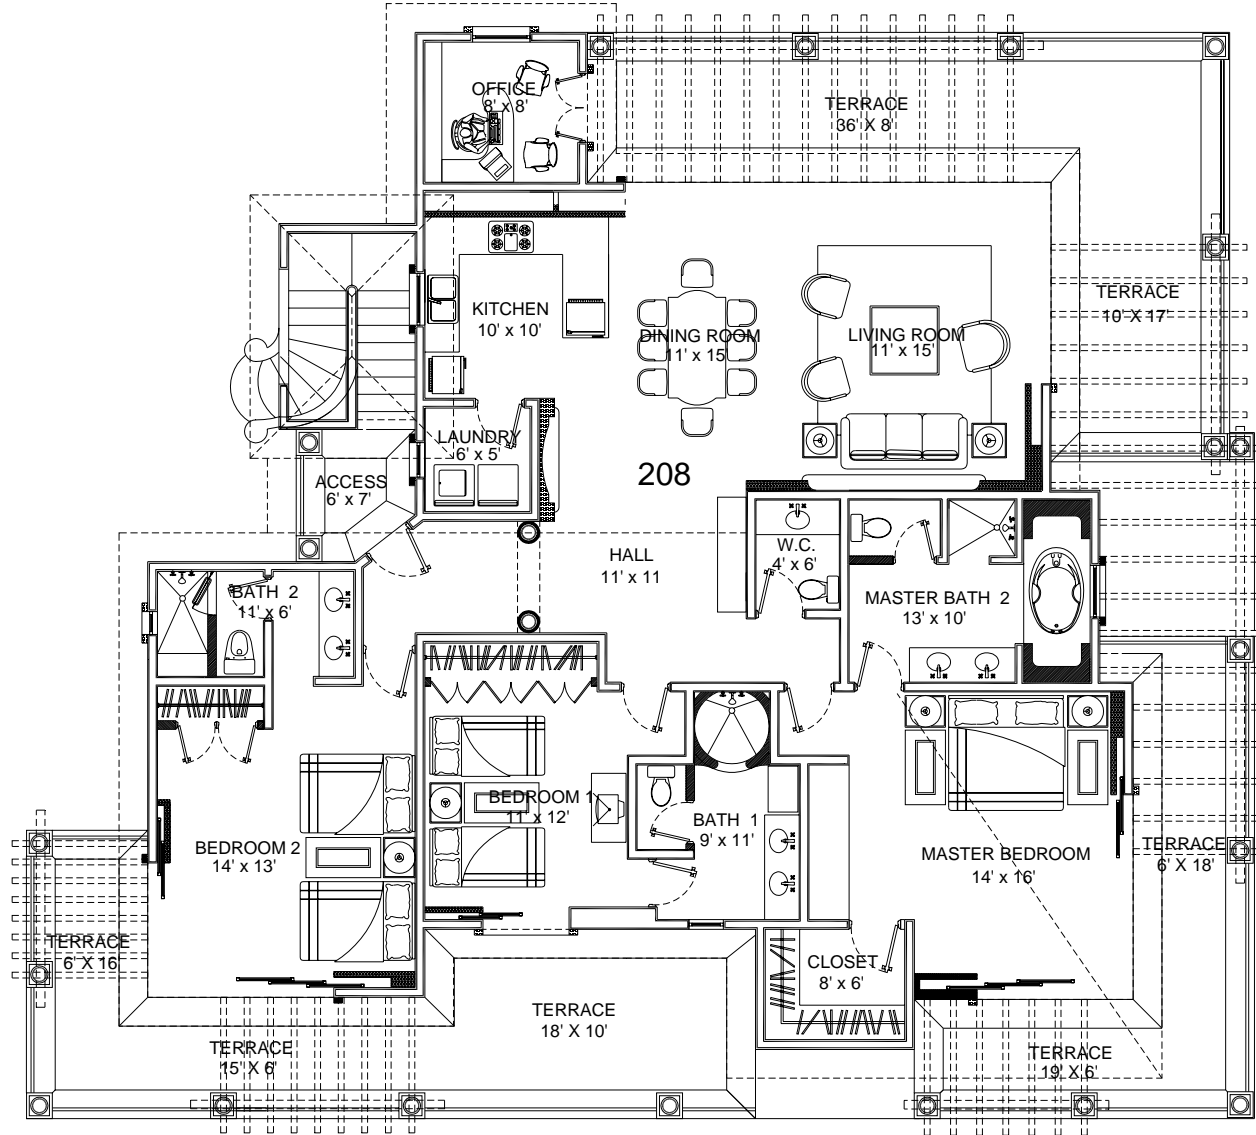 OFFICE
8' x 8'
TERRACE
36' X 8'
KITCHEN
10' x 10'
DINING ROOM
11' x 15'
LIVING ROOM
11' x 15'
TERRACE
10' X 17'
LAUNDRY
6' x 5'
ACCESS
6' x 7'
208
HALL
11' x 11
W.C.
4' x 6'
BATH 2
11' x 6'
MASTER BATH 2
13' x 10'
BEDROOM 1
11' x 12'
BATH 1
9' x 11'
BEDROOM 2
14' x 13'
MASTER BEDROOM
14' x 16'
TERRACE
6' X 18'
TERRACE
6' X 16'
CLOSET
8' x 6'
TERRACE
18' X 10'
TERRACE
15' X 6'
TERRACE
19' X 6'